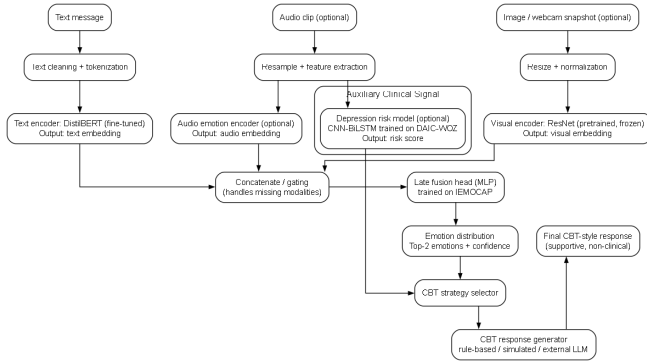 Text message
Audio clip (optional)
Image / webcam snapshot (optional)
Text cleaning + tokenization
Resample + feature extraction
Resize + normalization
Auxiliary Clinical Signal
Text encoder: DistilBERT (fine-tuned)
Output: text embedding
Audio emotion encoder (optional)
Output: audio embedding
Depression risk model (optional)
CNN-BiLSTM trained on DAIC-WOZ
Output: risk score
Visual encoder: ResNet (pretrained, frozen)
Output: visual embedding
Concatenate / gating
(handles missing modalities)
Late fusion head (MLP)
trained on IEMOCAP
Emotion distribution
Top-2 emotions + confidence
Final CBT-style response
(supportive, non-clinical)
CBT strategy selector
CBT response generator
rule-based / simulated / external LLM